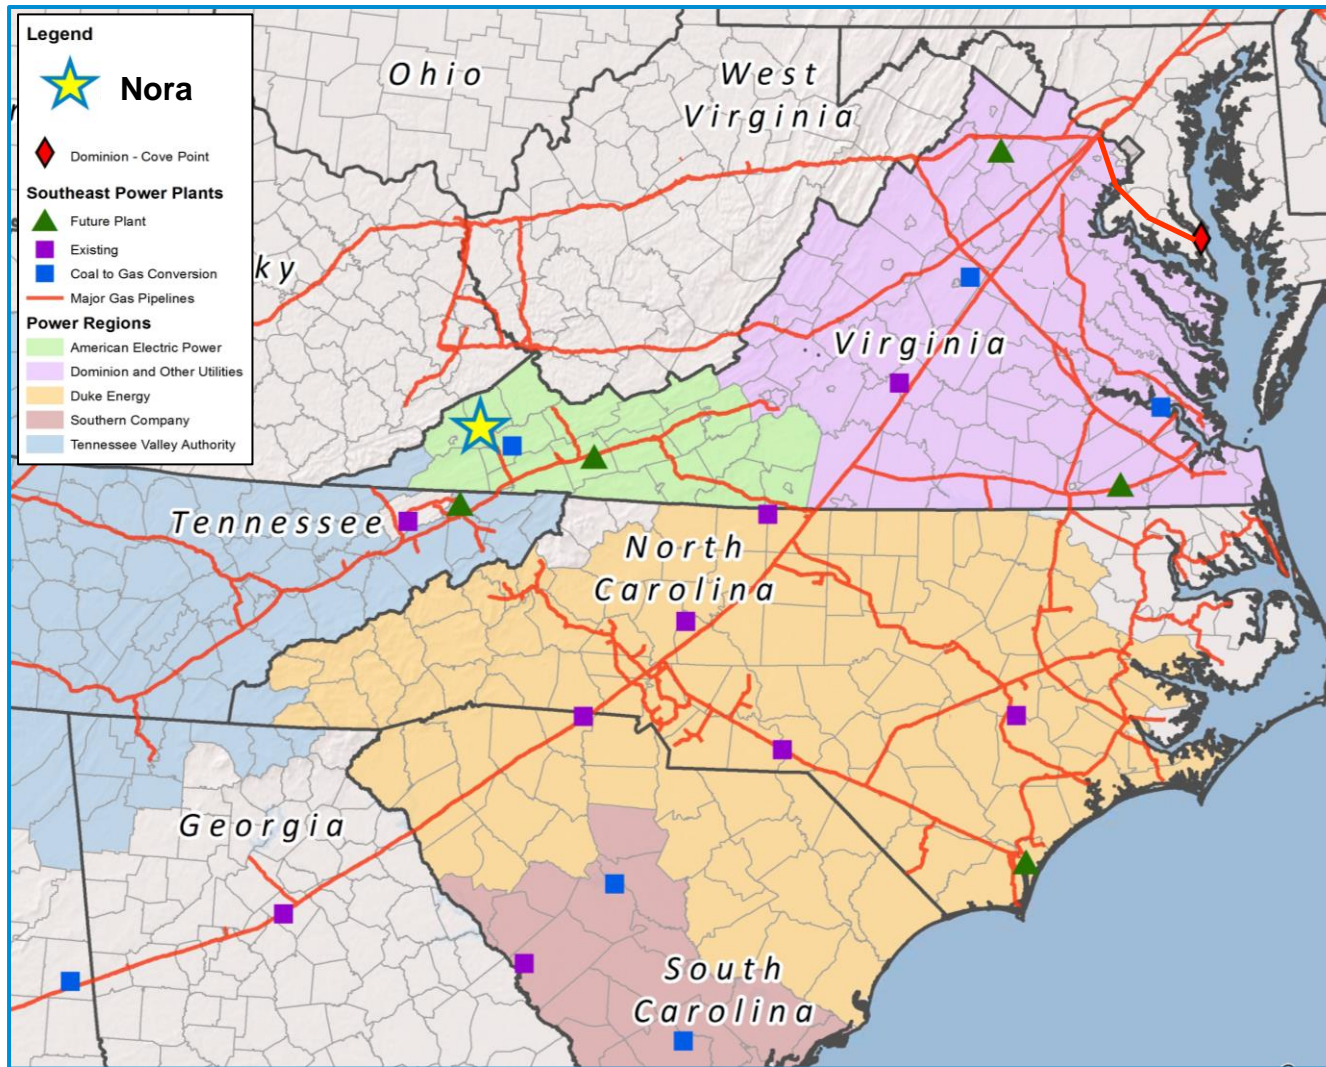 Legend
Nora
Dominion - Cove Point
Southeast Power Plants
Future Plant
Existing
Coal to Gas Conversion
Major Gas Pipelines
Power Regions
American Electric Power
Dominion and Other Utilities
Duke Energy
Southern Company
Tennessee Valley Authority
Ohio
West
Virginia
ky
Virginia
Tennessee
North
Carolina
Georgia
South
Carolina